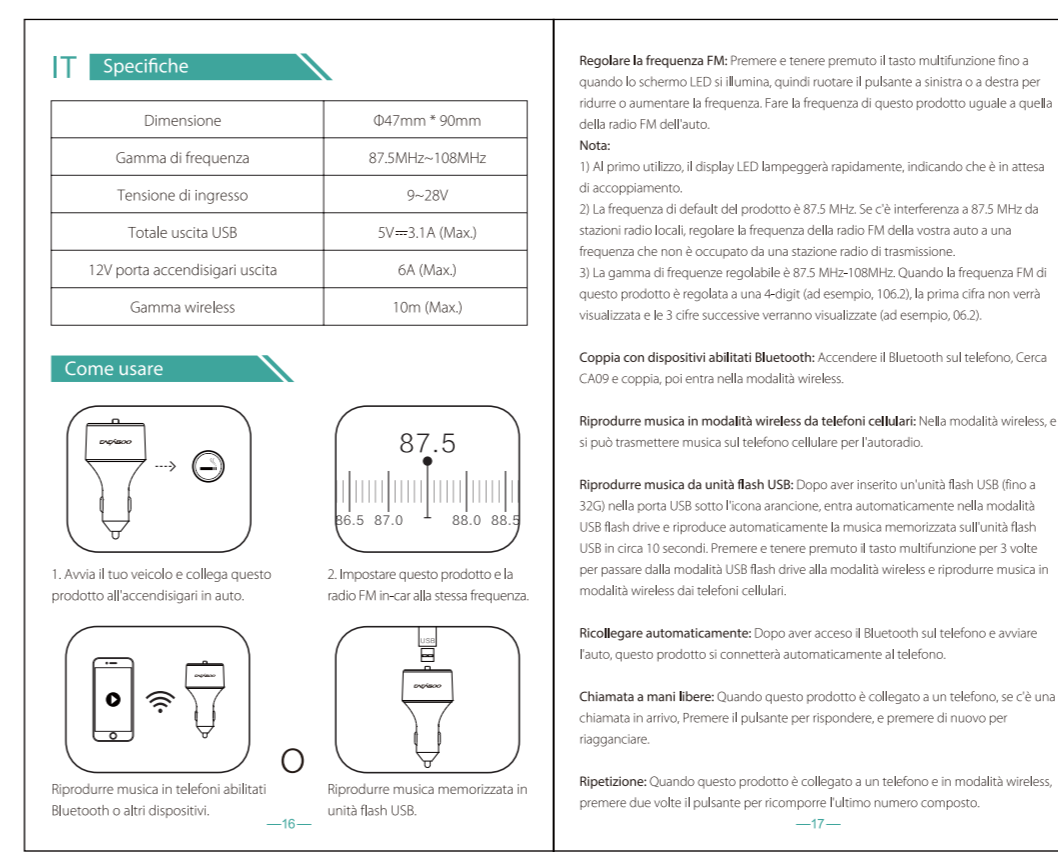 IT Specifiche
Dimensione Φ47mm * 90mm
Gamma di frequenza 87.5MHz~108MHz
Tensione di ingresso 9~28V
Totale uscita USB 5V⎓3.1A (Max.)
12V porta accendisigari uscita 6A (Max.)
Gamma wireless 10m (Max.)
Come usare
87.5
86.5 87.0 88.0 88.5
1. Avvia il tuo veicolo e collega questo
prodotto all'accendisigari in auto.
2. Impostare questo prodotto e la
radio FM in-car alla stessa frequenza.
USB
O
Riprodurre musica in telefoni abilitati
Bluetooth o altri dispositivi.
Riprodurre musica memorizzata in
unità flash USB.
—16—
Regolare la frequenza FM: Premere e tenere premuto il tasto multifunzione fino a
quando lo schermo LED si illumina, quindi ruotare il pulsante a sinistra o a destra per
ridurre o aumentare la frequenza. Fare la frequenza di questo prodotto uguale a quella
della radio FM dell'auto.
Nota:
1) Al primo utilizzo, il display LED lampeggerà rapidamente, indicando che è in attesa
di accoppiamento.
2) La frequenza di default del prodotto è 87.5 MHz. Se c'è interferenza a 87.5 MHz da
stazioni radio locali, regolare la frequenza della radio FM della vostra auto a una
frequenza che non è occupato da una stazione radio di trasmissione.
3) La gamma di frequenze regolabile è 87.5 MHz-108MHz. Quando la frequenza FM di
questo prodotto è regolata a una 4-digit (ad esempio, 106.2), la prima cifra non verrà
visualizzata e le 3 cifre successive verranno visualizzate (ad esempio, 06.2).
Coppia con dispositivi abilitati Bluetooth: Accendere il Bluetooth sul telefono, Cerca
CA09 e coppia, poi entra nella modalità wireless.
Riprodurre musica in modalità wireless da telefoni cellulari: Nella modalità wireless, e
si può trasmettere musica sul telefono cellulare per l'autoradio.
Riprodurre musica da unità flash USB: Dopo aver inserito un'unità flash USB (fino a
32G) nella porta USB sotto l'icona arancione, entra automaticamente nella modalità
USB flash drive e riproduce automaticamente la musica memorizzata sull'unità flash
USB in circa 10 secondi. Premere e tenere premuto il tasto multifunzione per 3 volte
per passare dalla modalità USB flash drive alla modalità wireless e riprodurre musica in
modalità wireless dai telefoni cellulari.
Ricollegare automaticamente: Dopo aver acceso il Bluetooth sul telefono e avviare
l'auto, questo prodotto si connetterà automaticamente al telefono.
Chiamata a mani libere: Quando questo prodotto è collegato a un telefono, se c'è una
chiamata in arrivo, Premere il pulsante per rispondere, e premere di nuovo per
riagganciare.
Ripetizione: Quando questo prodotto è collegato a un telefono e in modalità wireless,
premere due volte il pulsante per ricomporre l'ultimo numero composto.
—17—